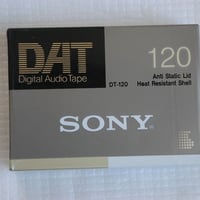 DAT
Digital Audio Tape
120
DT-120
Anti Static Lid
Heat Resistant Shell
SONY